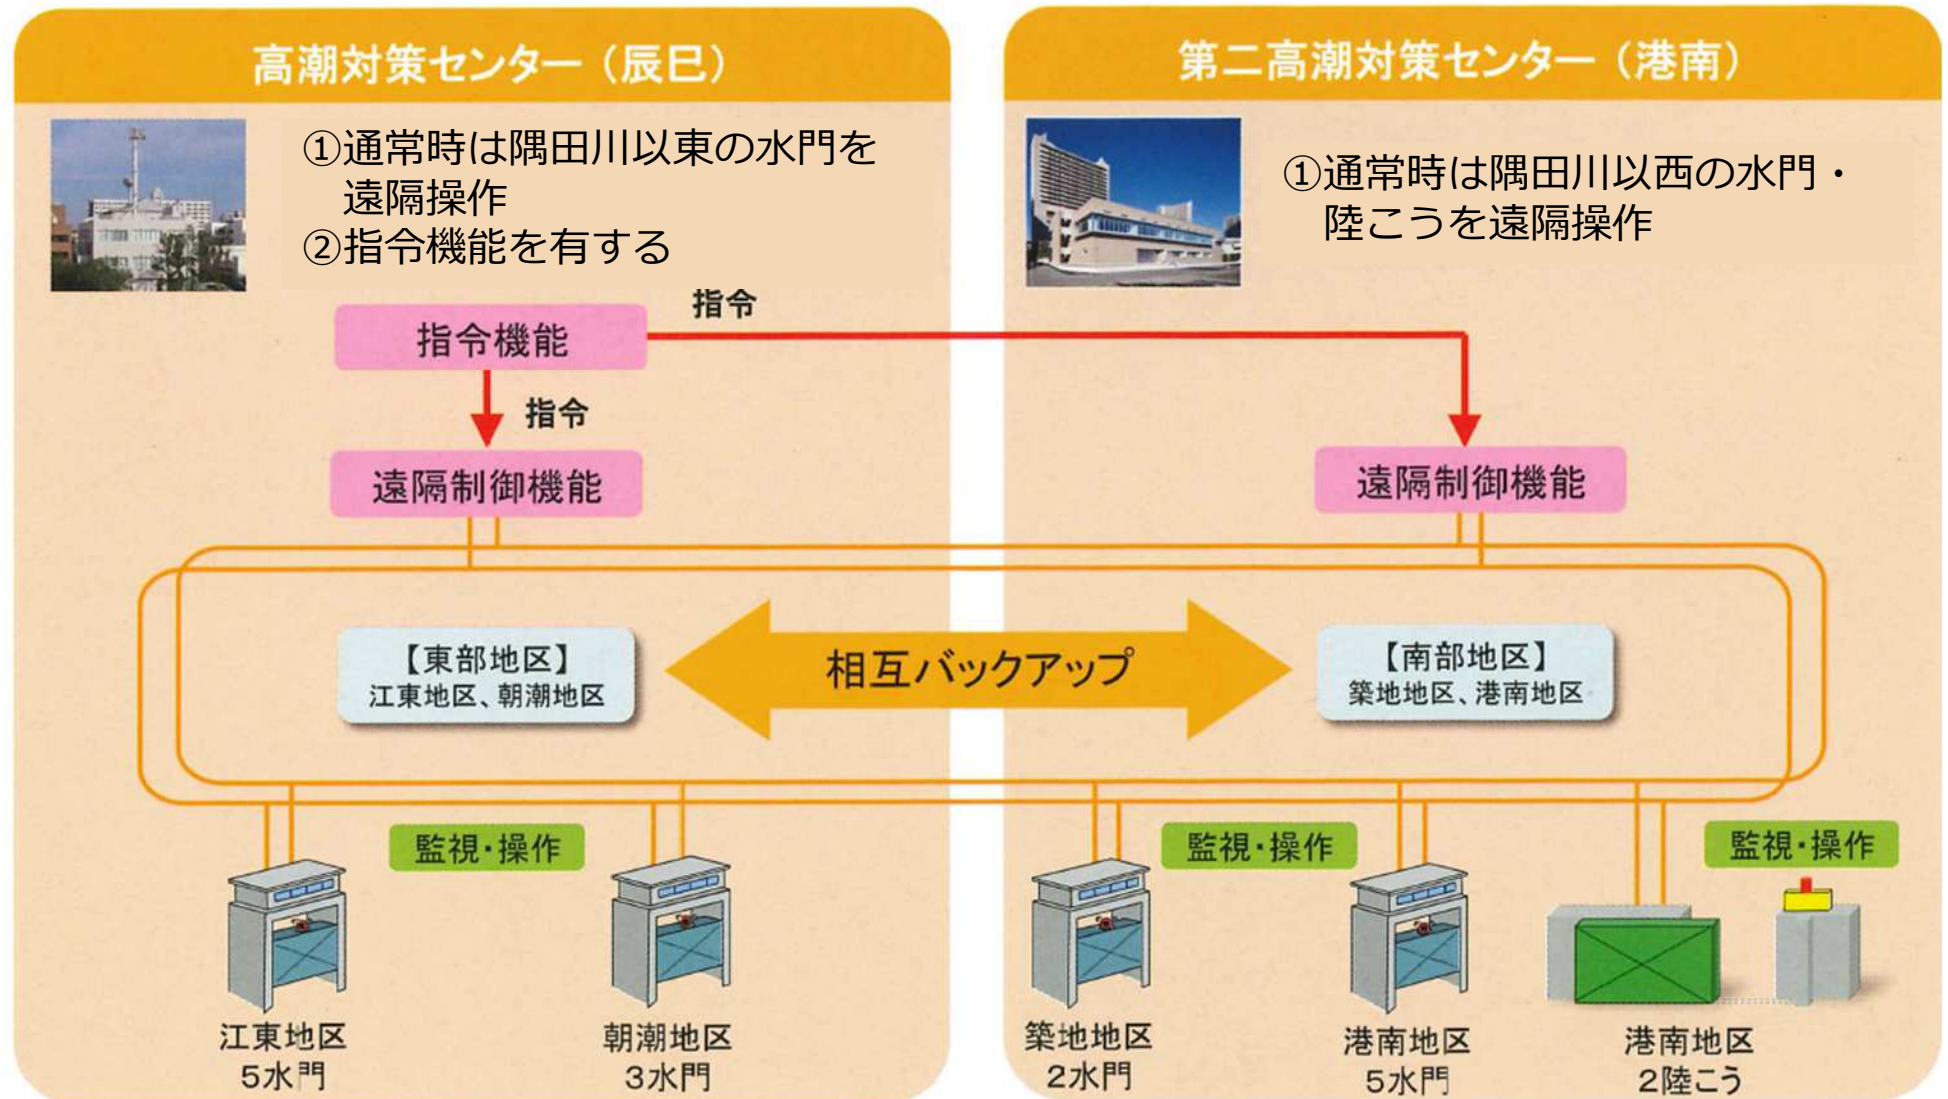 高潮対策センター（辰巳）
①通常時は隅田川以東の水門を
遠隔操作
②指令機能を有する
指令
指令機能
指令
遠隔制御機能
【東部地区】
江東地区、朝潮地区
監視・操作
江東地区
5水門
朝潮地区
3水門
相互バックアップ
第二高潮対策センター（港南）
①通常時は隅田川以西の水門・
陸こうを遠隔操作
遠隔制御機能
【南部地区】
築地地区、港南地区
監視・操作
監視・操作
築地地区
2水門
港南地区
5水門
港南地区
2陸こう